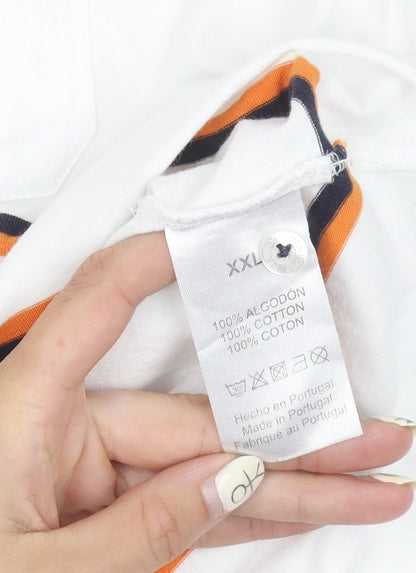 XXL
100% ALGODÓN
100% COTTON
100% COTON
Hecho en Portugal
Made in Portugal
Fabriqué au Portugal